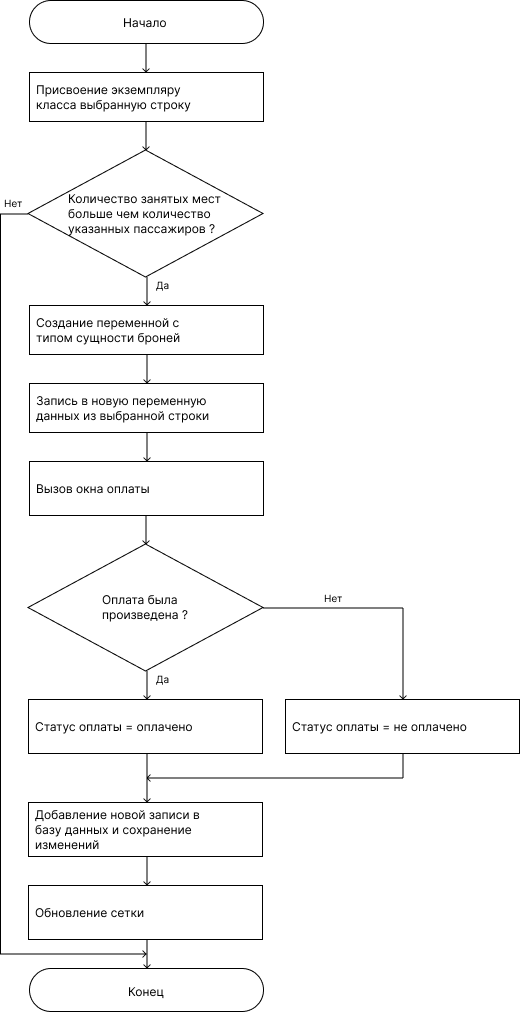 Начало
Присвоение экземпляру
класса выбранную строку
Нет
Количество занятых мест
больше чем количество
указанных пассажиров ?
Да
Создание переменной с
типом сущности броней
Запись в новую переменную
данных из выбранной строки
Вызов окна оплаты
Оплата была
произведена ?
Нет
Да
Статус оплаты = оплачено
Статус оплаты = не оплачено
Добавление новой записи в
базу данных и сохранение
изменений
Обновление сетки
Конец